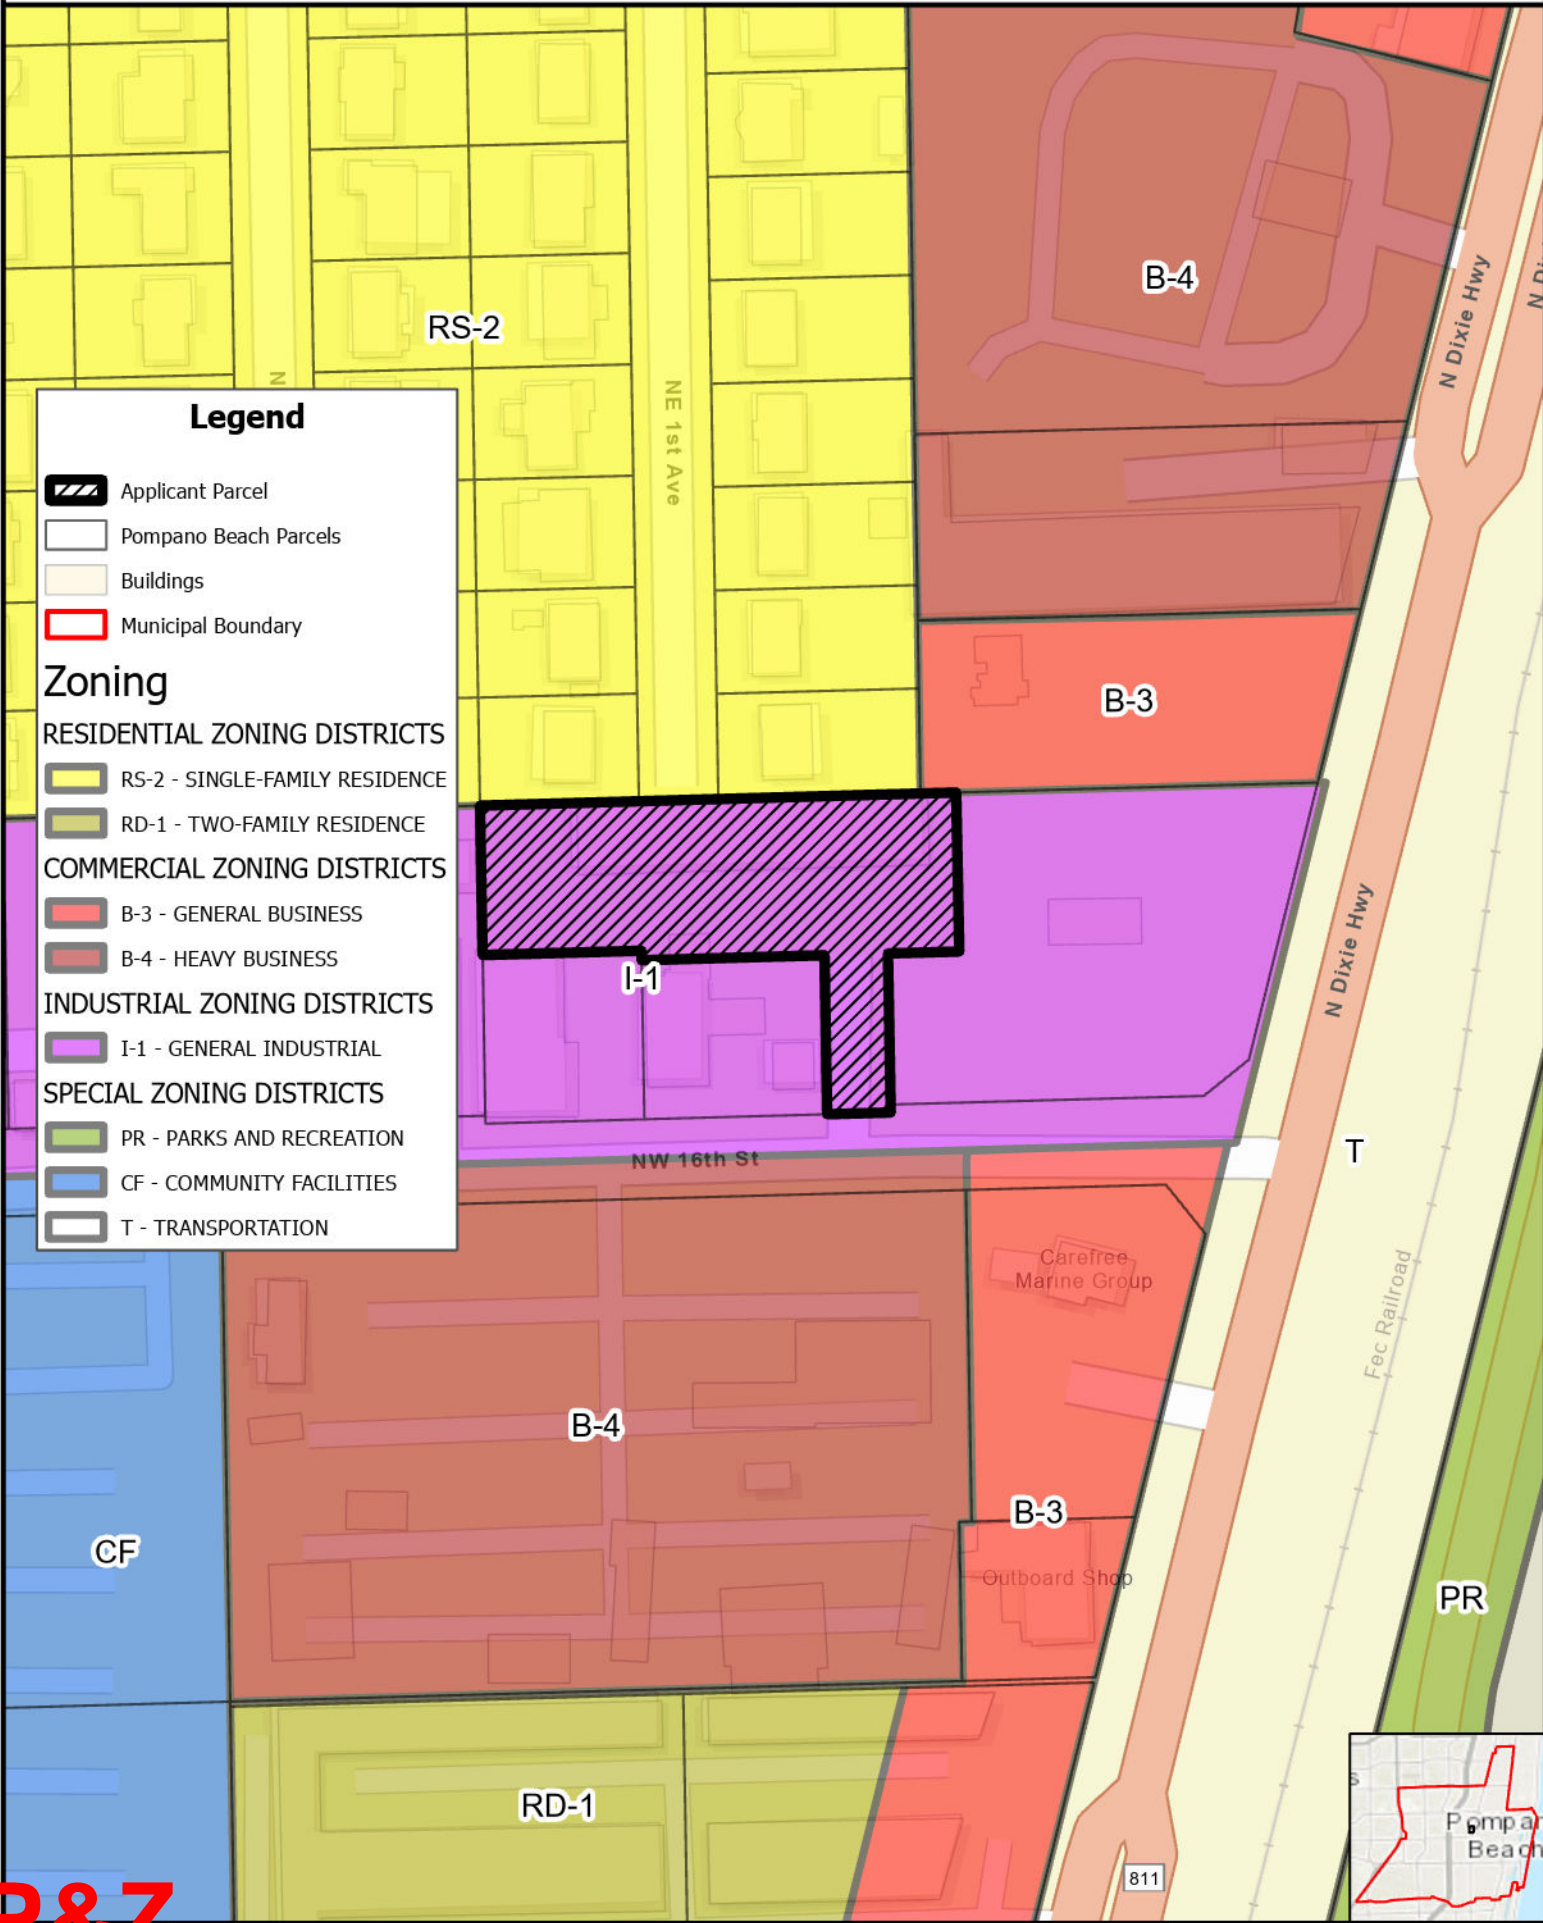 B-4
N Dixie Hwy
RS-2
N
NE 1st Ave
Legend
Applicant Parcel
Pompano Beach Parcels
Buildings
Municipal Boundary
Zoning
RESIDENTIAL ZONING DISTRICTS
RS-2 - SINGLE-FAMILY RESIDENCE
RD-1 - TWO-FAMILY RESIDENCE
COMMERCIAL ZONING DISTRICTS
B-3 - GENERAL BUSINESS
B-4 - HEAVY BUSINESS
INDUSTRIAL ZONING DISTRICTS
I-1 - GENERAL INDUSTRIAL
SPECIAL ZONING DISTRICTS
PR - PARKS AND RECREATION
CF - COMMUNITY FACILITIES
T - TRANSPORTATION
B-3
I-1
N Dixie Hwy
NW 16th St
T
Carefree
Marine Group
Fec Railroad
B-4
B-3
CF
Outboard Shop
PR
RD-1
Beach
811
P&Z